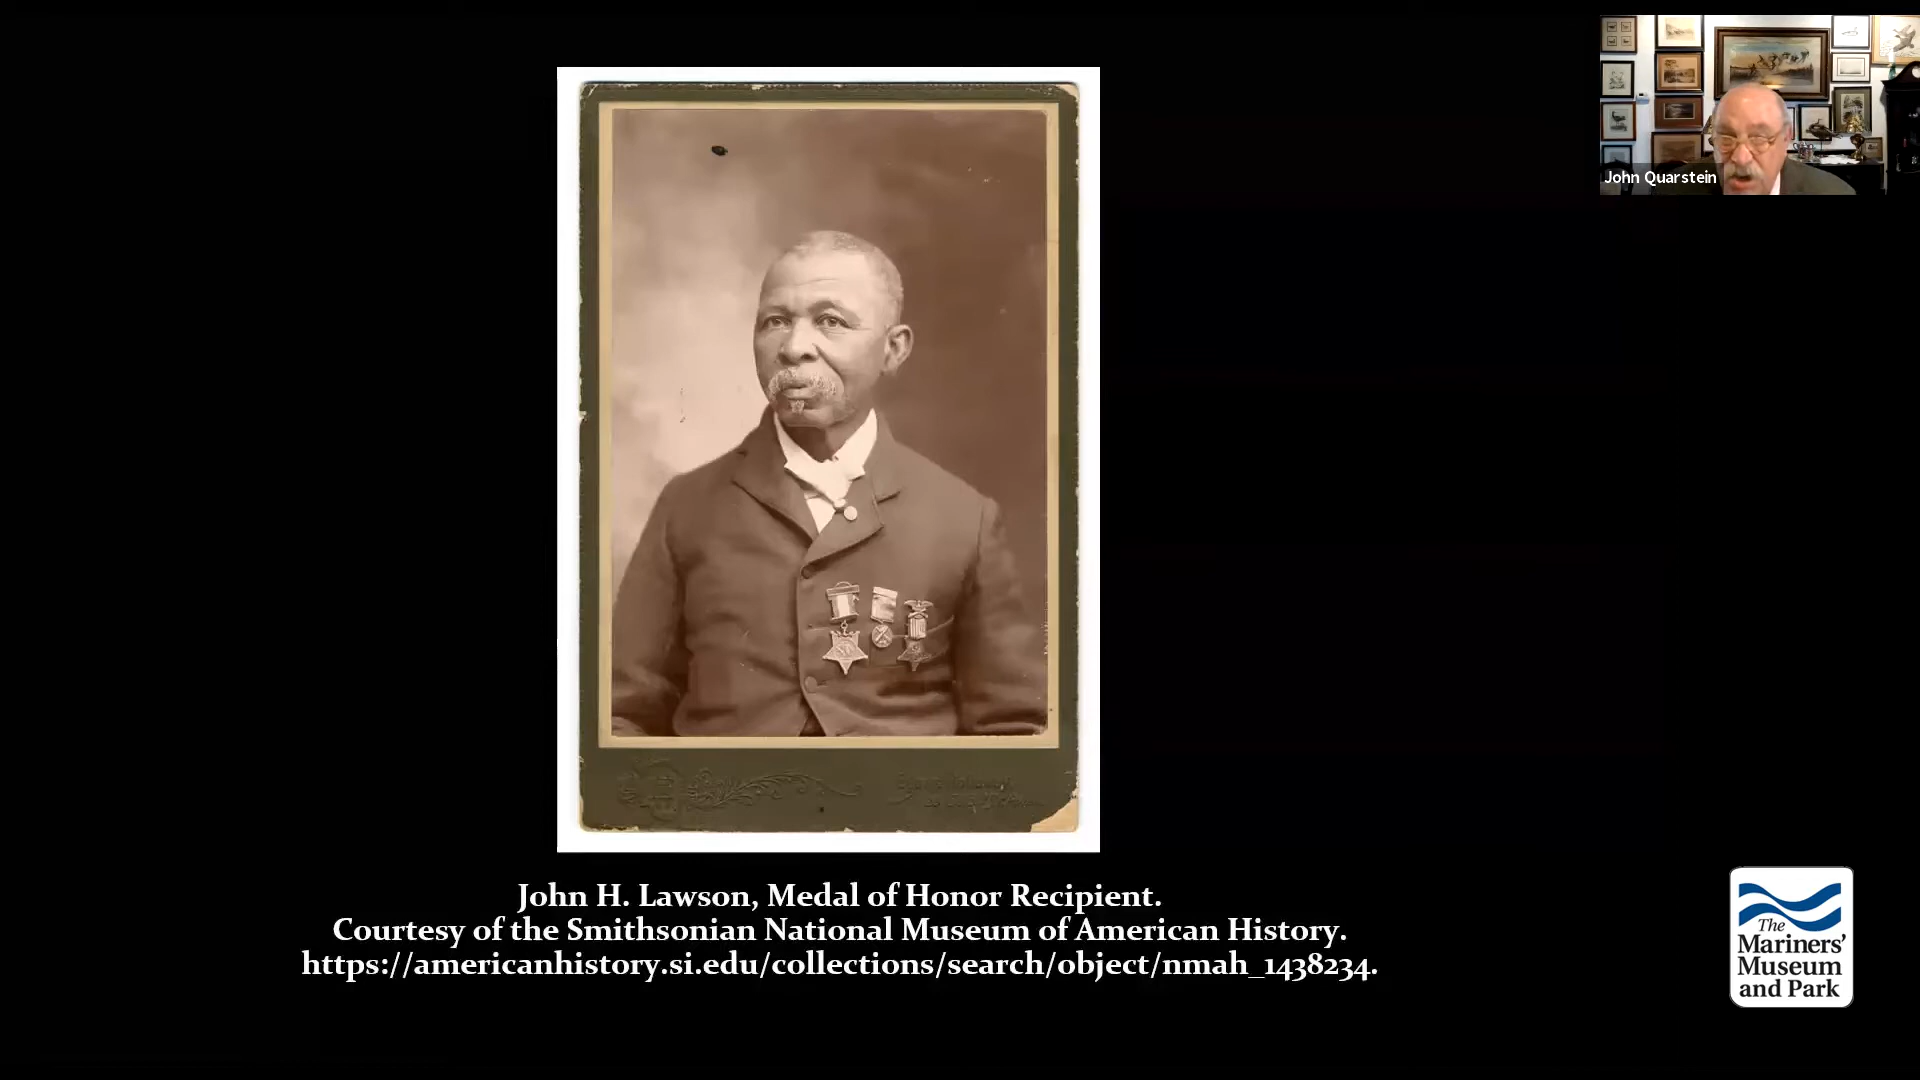 John Quarstein
John H. Lawson, Medal of Honor Recipient.
Courtesy of the Smithsonian National Museum of American History.
https://americanhistory.si.edu/collections/search/object/nmah_1438234.
The
Mariners'
Museum
and Park